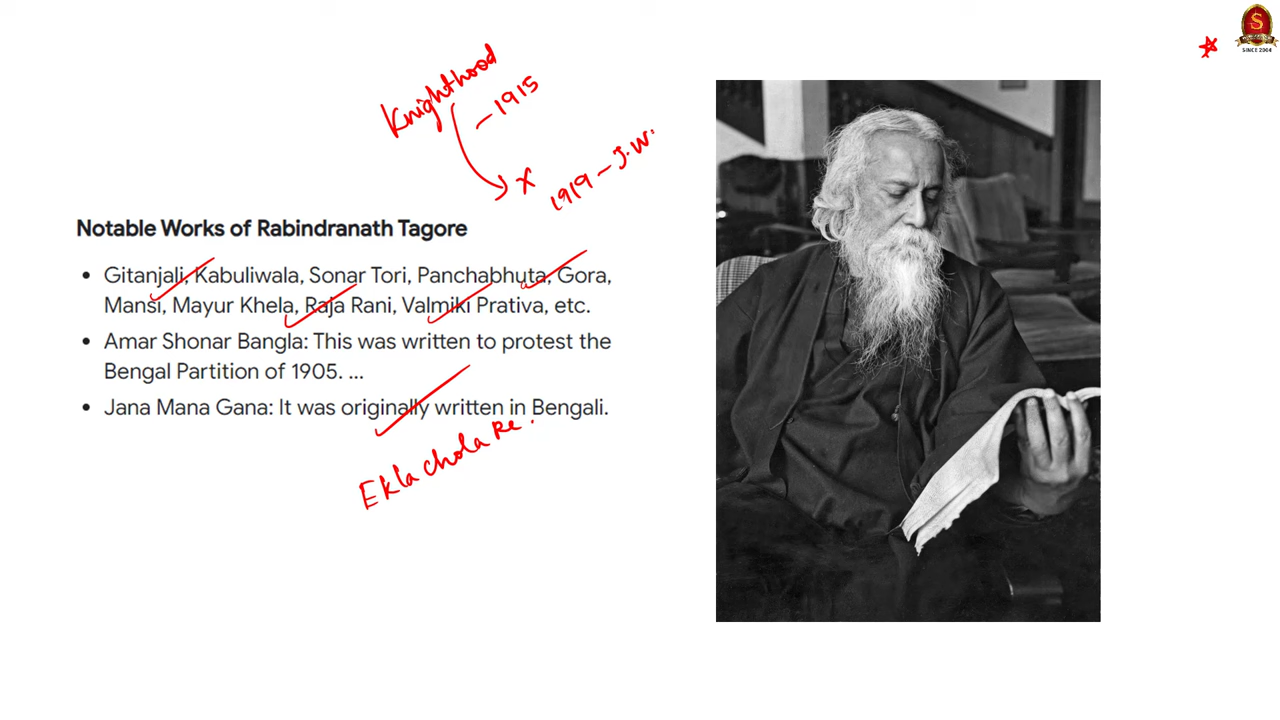 S
SINCE 2004
Knighthood
- 1915
X
1919 - J.W.
Notable Works of Rabindranath Tagore
• Gitanjali, Kabuliwala, Sonar Tori, Panchabhuta, Gora,
Mansi, Mayur Khela, Raja Rani, Valmiki Prativa, etc.
• Amar Shonar Bangla: This was written to protest the
Bengal Partition of 1905. ...
• Jana Mana Gana: It was originally written in Bengali.
Ekla chola Re.